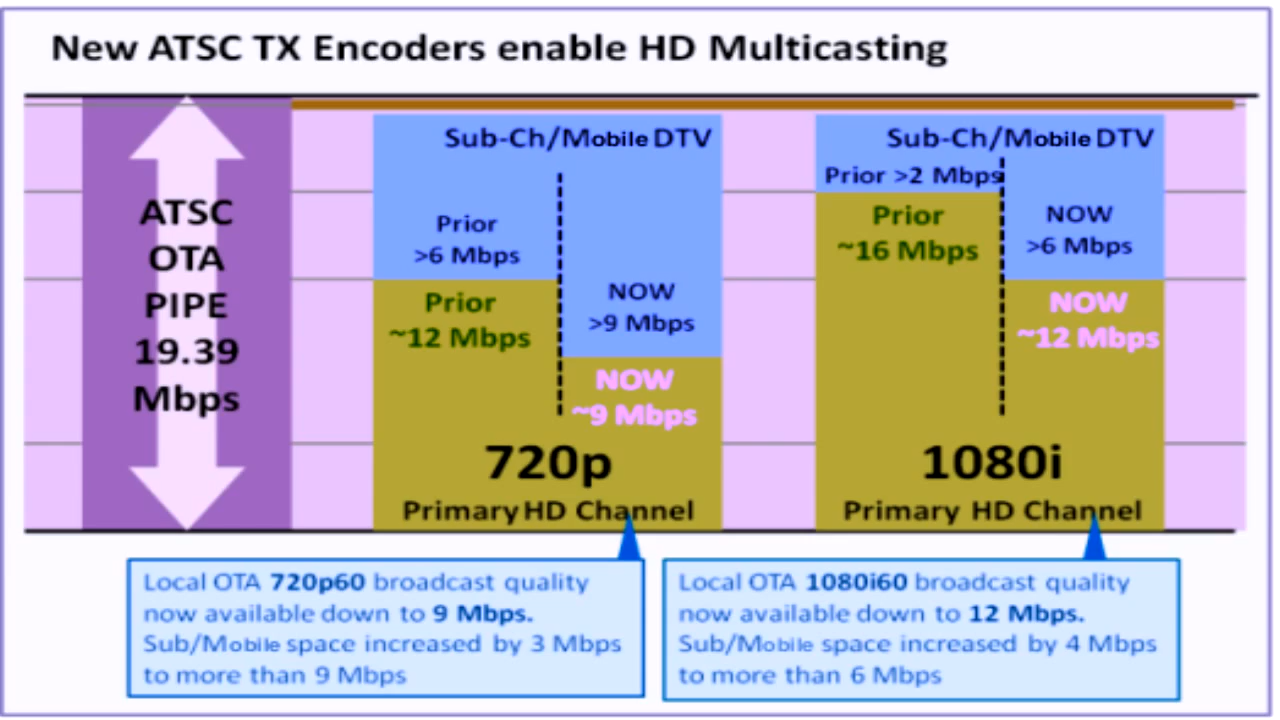 New ATSC TX Encoders enable HD Multicasting
ATSC
OTA
PIPE
19.39
Mbps
Sub-Ch/Mobile DTV
Prior
>6 Mbps
Prior
~12 Mbps
NOW
>9 Mbps
NOW
~9 Mbps
720p
Primary HD Channel
Sub-Ch/Mobile DTV
Prior >2 Mbps
Prior
~16 Mbps
NOW
>6 Mbps
NOW
~12 Mbps
1080i
Primary HD Channel
Local OTA 720p60 broadcast quality
now available down to 9 Mbps.
Sub/Mobile space increased by 3 Mbps
to more than 9 Mbps
Local OTA 1080i60 broadcast quality
now available down to 12 Mbps.
Sub/Mobile space increased by 4 Mbps
to more than 6 Mbps